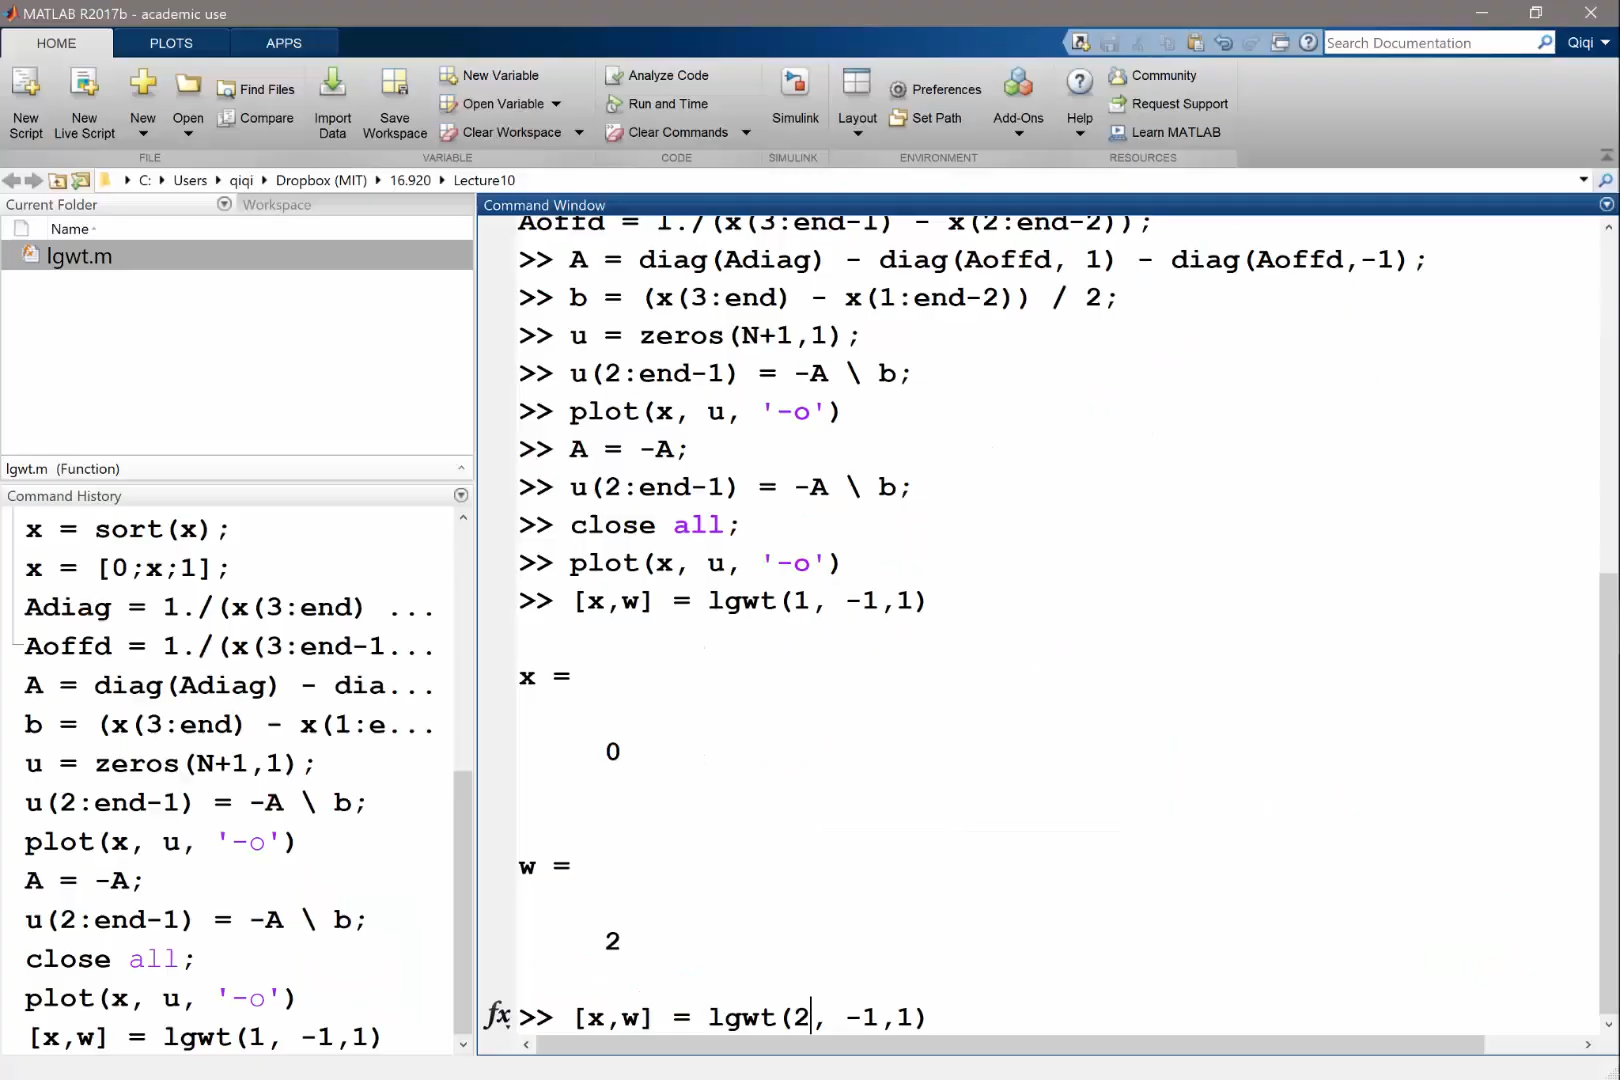 MATLAB R2017b - academic use
HOME PLOTS APPS
Search Documentation Qiqi
New Script
New Live Script
New
Open
Find Files
Compare
Import Data
Save Workspace
New Variable
Open Variable
Clear Workspace
Analyze Code
Run and Time
Clear Commands
Simulink
Layout
Preferences
Set Path
Add-Ons
Help
Community
Request Support
Learn MATLAB
FILE VARIABLE CODE SIMULINK ENVIRONMENT RESOURCES
C: Users qiqi Dropbox (MIT) 16.920 Lecture10
Current Folder Workspace
Name
lgwt.m
lgwt.m (Function)
Command History
x = sort(x);
x = [0;x;1];
Adiag = 1./(x(3:end) ...
Aoffd = 1./(x(3:end-1...
A = diag(Adiag) - dia...
b = (x(3:end) - x(1:e...
u = zeros(N+1,1);
u(2:end-1) = -A \ b;
plot(x, u, '-o')
A = -A;
u(2:end-1) = -A \ b;
close all;
plot(x, u, '-o')
[x,w] = lgwt(1, -1,1)
Command Window
Aoffd = 1./(x(3:end-1) - x(2:end-2));
>> A = diag(Adiag) - diag(Aoffd, 1) - diag(Aoffd,-1);
>> b = (x(3:end) - x(1:end-2)) / 2;
>> u = zeros(N+1,1);
>> u(2:end-1) = -A \ b;
>> plot(x, u, '-o')
>> A = -A;
>> u(2:end-1) = -A \ b;
>> close all;
>> plot(x, u, '-o')
>> [x,w] = lgwt(1, -1,1)
x =
0
w =
2
fx >> [x,w] = lgwt(2, -1,1)